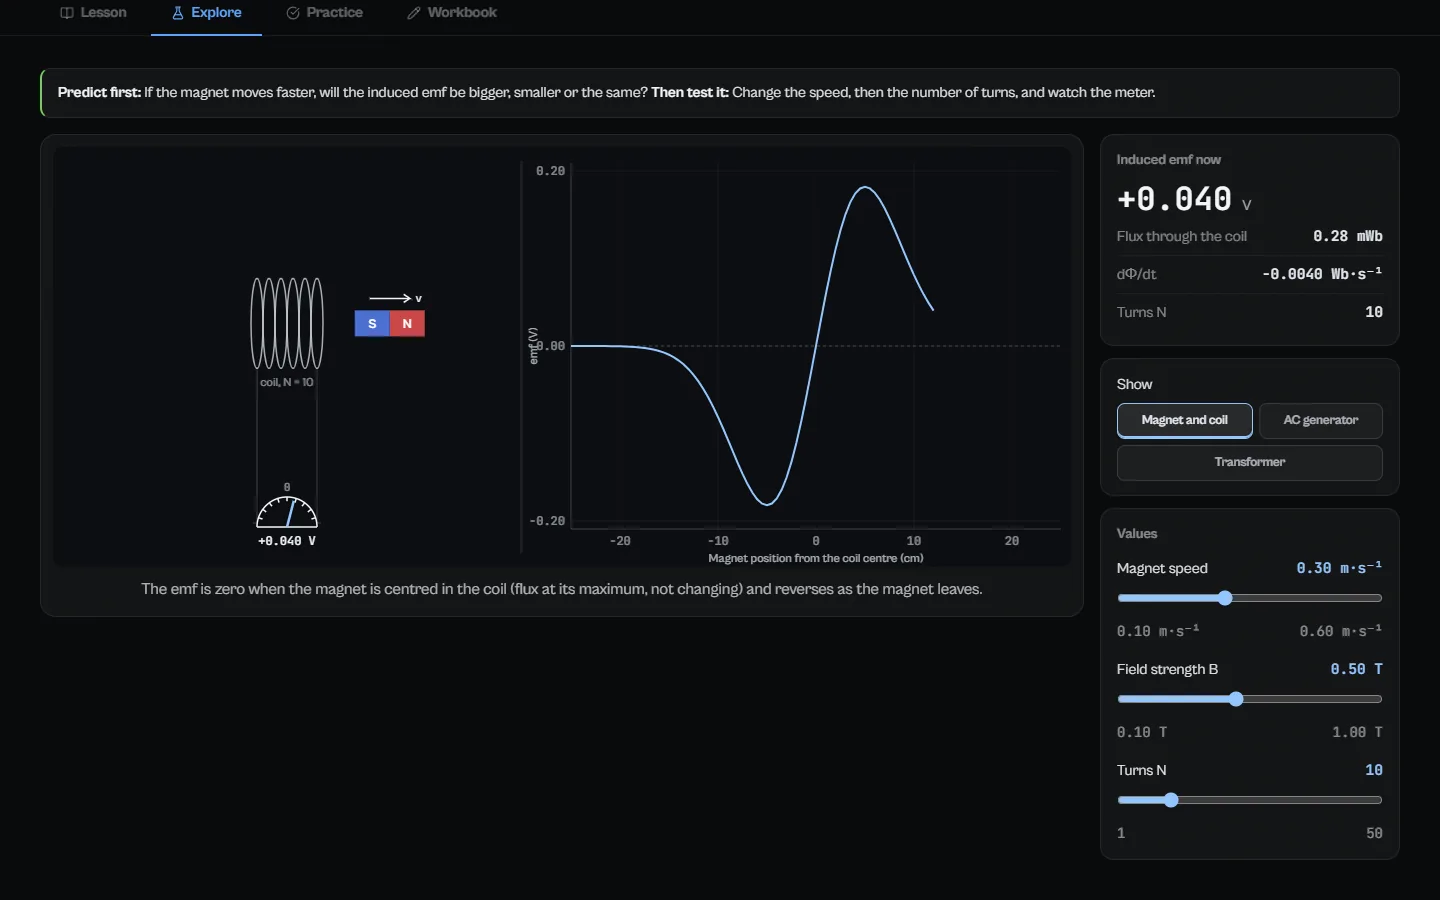 Lesson
Explore
Practice
Workbook
Predict first: If the magnet moves faster, will the induced emf be bigger, smaller or the same? Then test it: Change the speed, then the number of turns, and watch the meter.
v
S N
coil, N = 10
0
+0.040 V
0.20
0.00
-0.20
emf (V)
-20 -10 0 10 20
Magnet position from the coil centre (cm)
The emf is zero when the magnet is centred in the coil (flux at its maximum, not changing) and reverses as the magnet leaves.
Induced emf now
+0.040 V
Flux through the coil 0.28 mWb
dΦ/dt -0.0040 Wb·s⁻¹
Turns N 10
Show
Magnet and coil
AC generator
Transformer
Values
Magnet speed 0.30 m·s⁻¹
0.10 m·s⁻¹ 0.60 m·s⁻¹
Field strength B 0.50 T
0.10 T 1.00 T
Turns N 10
1 50